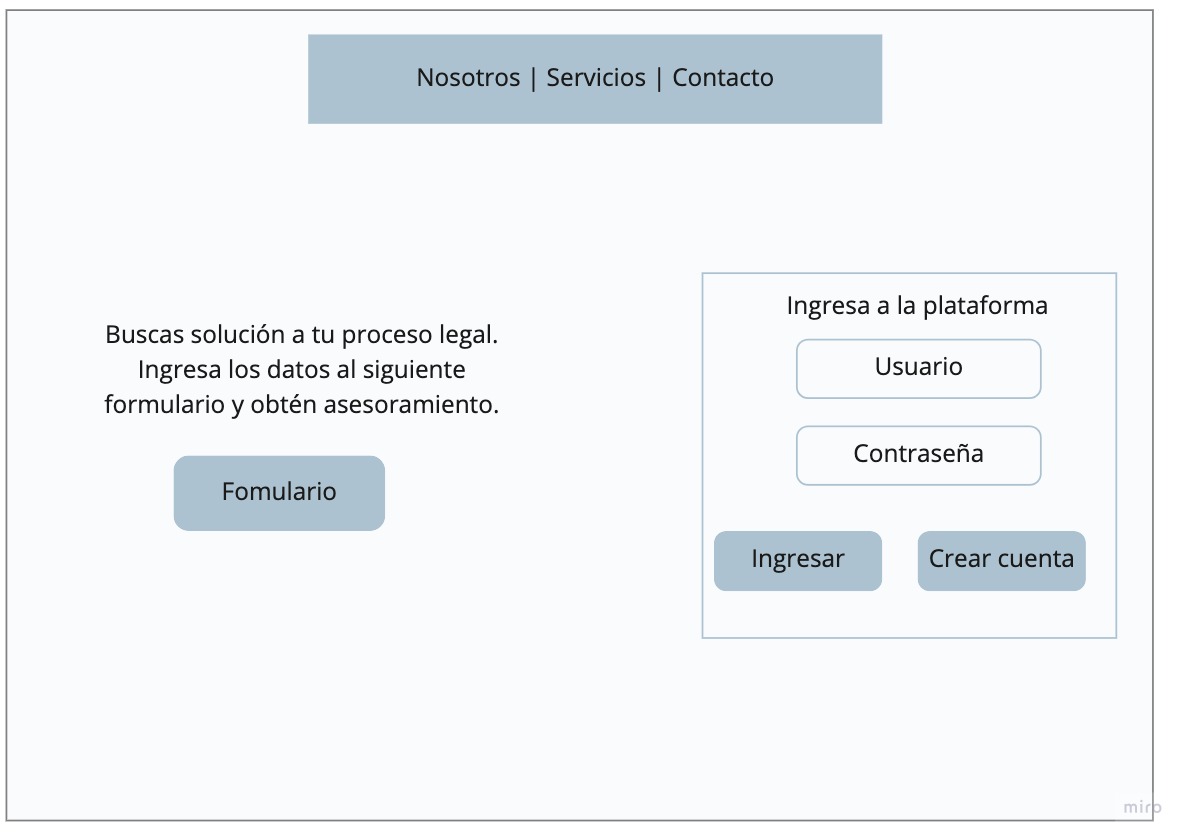 Nosotros | Servicios | Contacto
Buscas solución a tu proceso legal.
Ingresa los datos al siguiente
formulario y obtén asesoramiento.
Fomulario
Ingresa a la plataforma
Usuario
Contraseña
Ingresar
Crear cuenta
miro